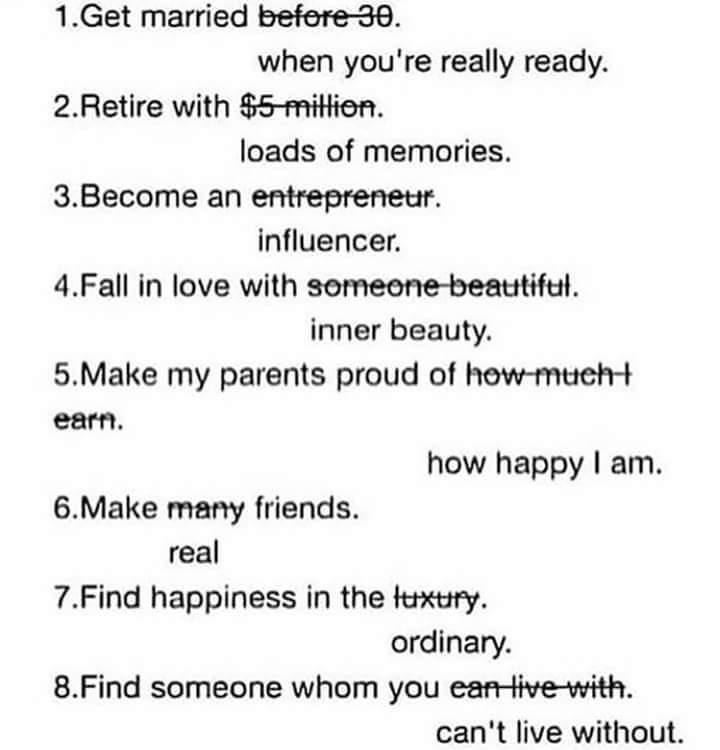 1.Get married before 30.
when you're really ready.
2.Retire with $5 million.
loads of memories.
3.Become an entrepreneur.
influencer.
4.Fall in love with someone beautiful.
inner beauty.
5.Make my parents proud of how much I
earn.
how happy I am.
6.Make many friends.
real
7.Find happiness in the luxury.
ordinary.
8.Find someone whom you can live with.
can't live without.